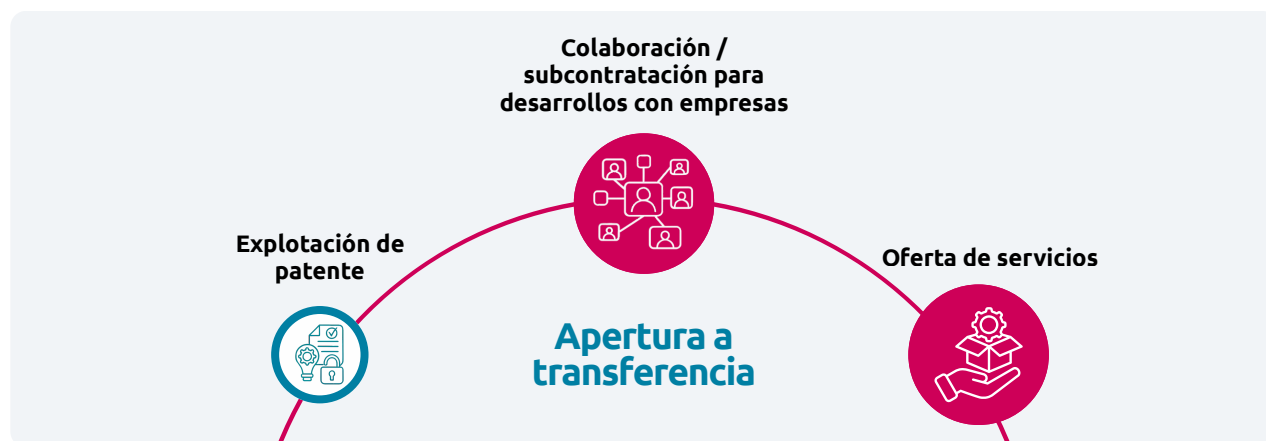 Colaboración /
subcontratación para
desarrollos con empresas
Explotación de
patente
Oferta de servicios
Apertura a
transferencia